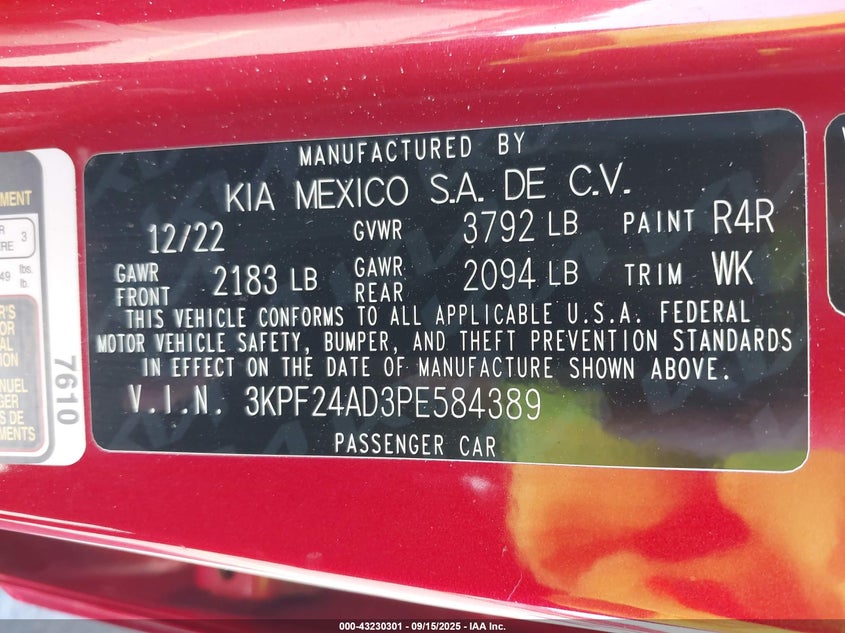 MANUFACTURED BY
KIA MEXICO S.A. DE C.V.
12/22 GVWR 3792 LB PAINT R4R
GAWR FRONT 2183 LB GAWR REAR 2094 LB TRIM WK
THIS VEHICLE CONFORMS TO ALL APPLICABLE U.S.A. FEDERAL
MOTOR VEHICLE SAFETY, BUMPER, AND THEFT PREVENTION STANDARDS
IN EFFECT ON THE DATE OF MANUFACTURE SHOWN ABOVE.
V.I.N. 3KPF24AD3PE584389
PASSENGER CAR
7610
3
lbs.
lb.
000-43230301 - 09/15/2025 - IAA Inc.